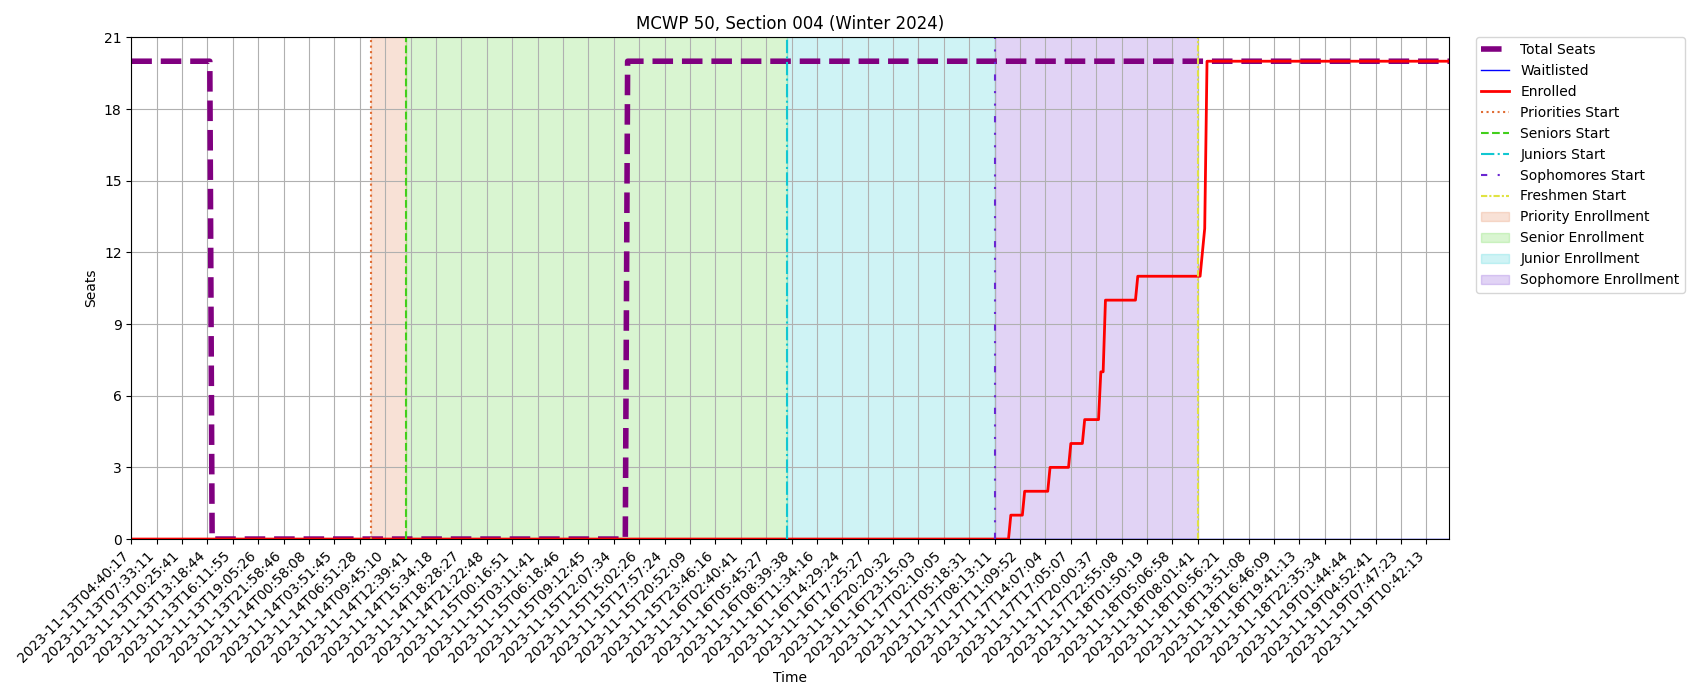 MCWP 50, Section 004 (Winter 2024)
21
18
15
12
9
6
3
0
Seats
2023-11-13T04:40:17
2023-11-13T07:33:11
2023-11-13T10:25:41
2023-11-13T13:18:44
2023-11-13T16:11:55
2023-11-13T19:05:26
2023-11-13T21:58:46
2023-11-14T00:58:08
2023-11-14T03:51:45
2023-11-14T06:51:28
2023-11-14T09:45:10
2023-11-14T12:39:41
2023-11-14T15:34:18
2023-11-14T18:28:27
2023-11-14T21:22:48
2023-11-15T00:16:51
2023-11-15T03:11:41
2023-11-15T06:18:46
2023-11-15T09:12:45
2023-11-15T12:07:34
2023-11-15T15:02:26
2023-11-15T17:57:24
2023-11-15T20:52:09
2023-11-15T23:46:16
2023-11-16T02:40:41
2023-11-16T05:45:27
2023-11-16T08:39:38
2023-11-16T11:34:16
2023-11-16T14:29:24
2023-11-16T17:25:27
2023-11-16T20:20:32
2023-11-16T23:15:03
2023-11-17T02:10:05
2023-11-17T05:18:31
2023-11-17T08:13:11
2023-11-17T11:09:52
2023-11-17T14:07:04
2023-11-17T17:05:07
2023-11-17T20:00:37
2023-11-17T22:55:08
2023-11-18T01:50:19
2023-11-18T05:06:58
2023-11-18T08:01:41
2023-11-18T10:56:21
2023-11-18T13:51:08
2023-11-18T16:46:09
2023-11-18T19:41:13
2023-11-18T22:35:34
2023-11-19T01:44:44
2023-11-19T04:52:41
2023-11-19T07:47:23
2023-11-19T10:42:13
Time
Total Seats
Waitlisted
Enrolled
Priorities Start
Seniors Start
Juniors Start
Sophomores Start
Freshmen Start
Priority Enrollment
Senior Enrollment
Junior Enrollment
Sophomore Enrollment